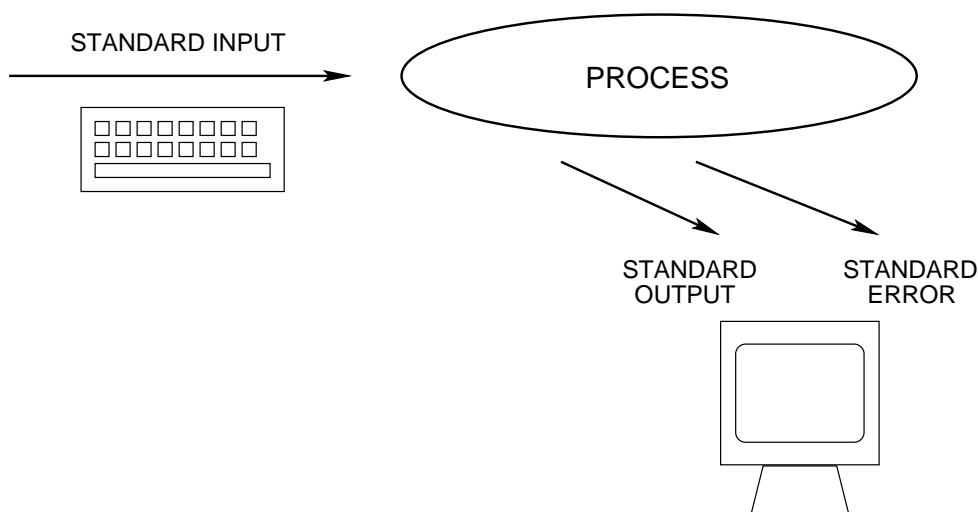 STANDARD INPUT
PROCESS
STANDARD
OUTPUT
STANDARD
ERROR